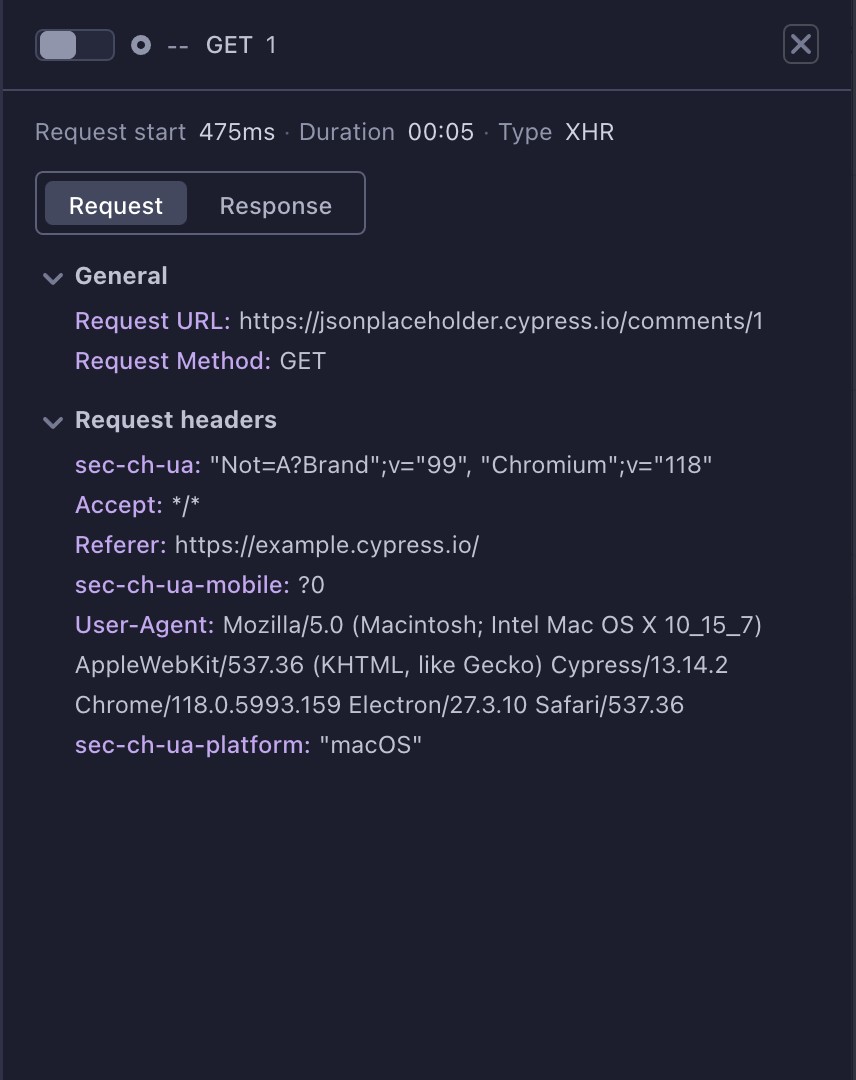 -- GET 1
Request start 475ms · Duration 00:05 · Type XHR
Request Response
General
Request URL: https://jsonplaceholder.cypress.io/comments/1
Request Method: GET
Request headers
sec-ch-ua: "Not=A?Brand";v="99", "Chromium";v="118"
Accept: */*
Referer: https://example.cypress.io/
sec-ch-ua-mobile: ?0
User-Agent: Mozilla/5.0 (Macintosh; Intel Mac OS X 10_15_7)
AppleWebKit/537.36 (KHTML, like Gecko) Cypress/13.14.2
Chrome/118.0.5993.159 Electron/27.3.10 Safari/537.36
sec-ch-ua-platform: "macOS"